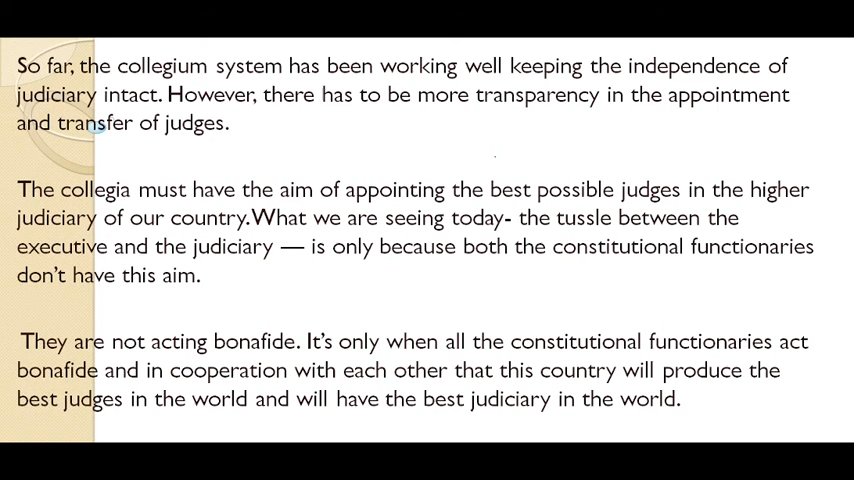 So far, the collegium system has been working well keeping the independence of
judiciary intact. However, there has to be more transparency in the appointment
and transfer of judges.
The collegia must have the aim of appointing the best possible judges in the higher
judiciary of our country. What we are seeing today- the tussle between the
executive and the judiciary — is only because both the constitutional functionaries
don't have this aim.
They are not acting bonafide. It's only when all the constitutional functionaries act
bonafide and in cooperation with each other that this country will produce the
best judges in the world and will have the best judiciary in the world.